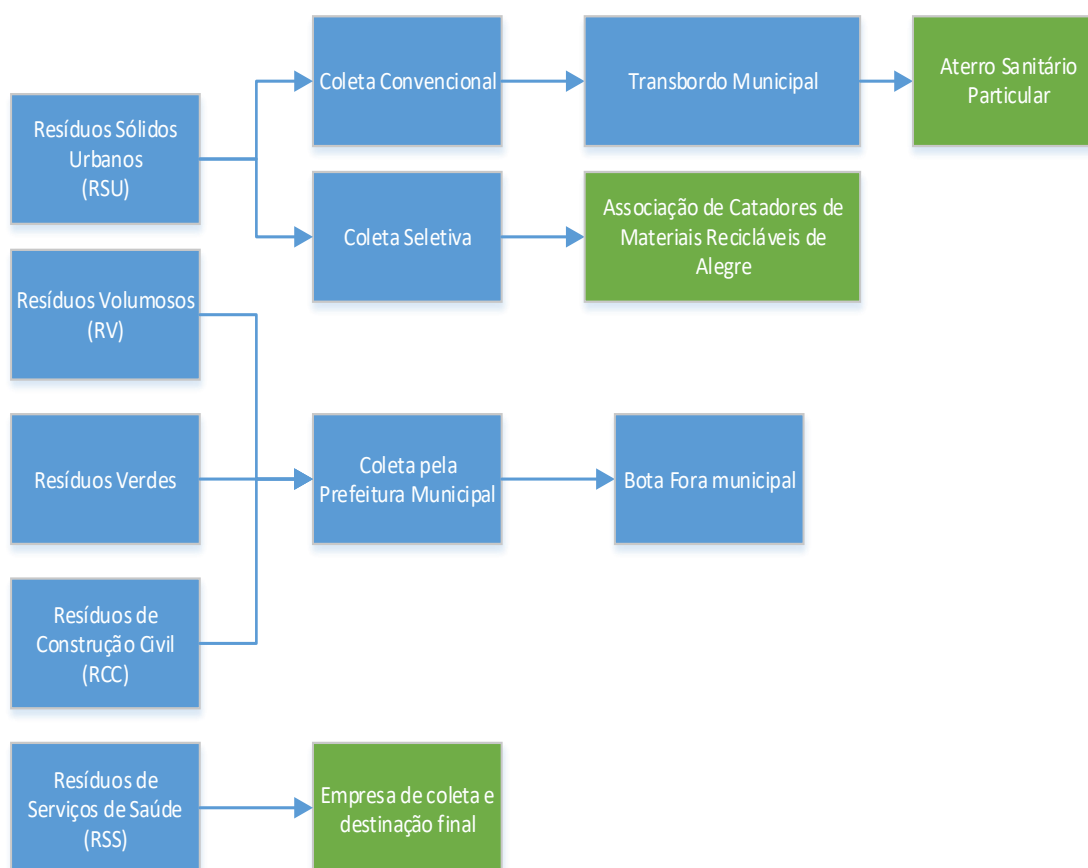 Coleta Convencional
Transbordo Municipal
Aterro Sanitário
Particular
Resíduos Sólidos
Urbanos
(RSU)
Coleta Seletiva
Associação de Catadores de
Materiais Recicláveis de
Alegre
Resíduos Volumosos
(RV)
Resíduos Verdes
Coleta pela
Prefeitura Municipal
Bota Fora municipal
Resíduos de
Construção Civil
(RCC)
Resíduos de
Serviços de Saúde
(RSS)
Empresa de coleta e
destinação final